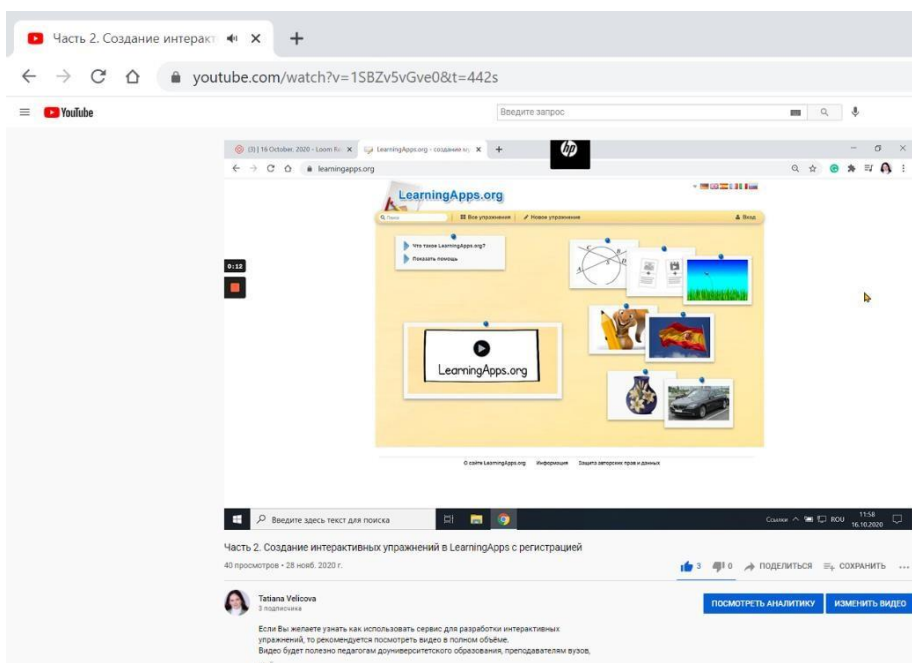 Часть 2. Создание интеракт
youtube.com/watch?v=1SBZv5vGve0&t=442s
YouTube
Введите запрос
(3) | 16 October, 2020 - Loom R
LearningApps.org - создание
learningapps.org
LearningApps.org
Поиск
Все упражнения
Новое упражнение
Вход
Что такое LearningApps.org?
Показать помощь
0:12
LearningApps.org
О сайте LearningApps.org Информация Защита авторских прав и данных
Введите здесь текст для поиска
Ссылки
ROU
11:58
16.10.2020
Часть 2. Создание интерактивных упражнений в LearningApps с регистрацией
40 просмотров • 28 нояб. 2020 г.
3
0
ПОДЕЛИТЬСЯ
СОХРАНИТЬ
Tatiana Velicova
3 подписчика
ПОСМОТРЕТЬ АНАЛИТИКУ
ИЗМЕНИТЬ ВИДЕО
Если Вы желаете узнать как использовать сервис для разработки интерактивных
упражнений, то рекомендуется посмотреть видео в полном объёме.
Видео будет полезно педагогам доуниверситетского образования, преподавателям вузов,